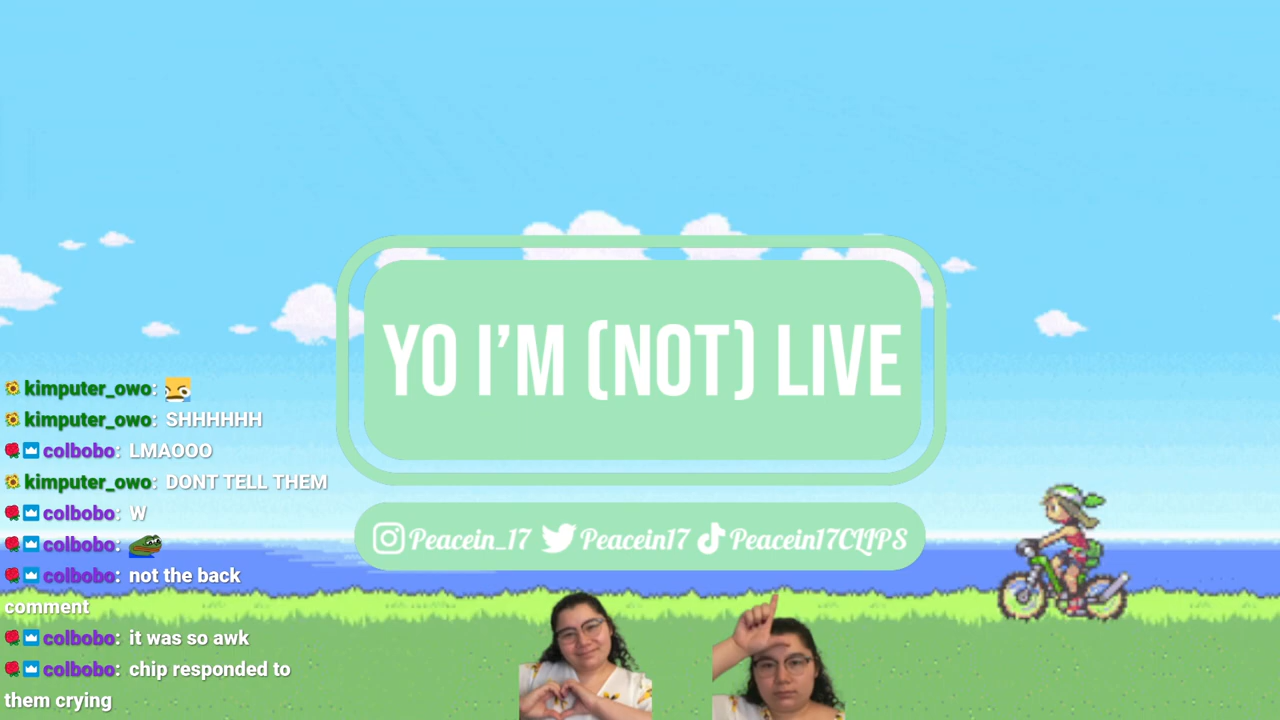 YO I'M (NOT) LIVE
Peacein_17 Peacein17 Peacein17CLIPS
kimputer_owo:
kimputer_owo: SHHHHHH
colbobo: LMAOOO
kimputer_owo: DONT TELL THEM
colbobo: W
colbobo:
colbobo: not the back
comment
colbobo: it was so awk
colbobo: chip responded to
them crying